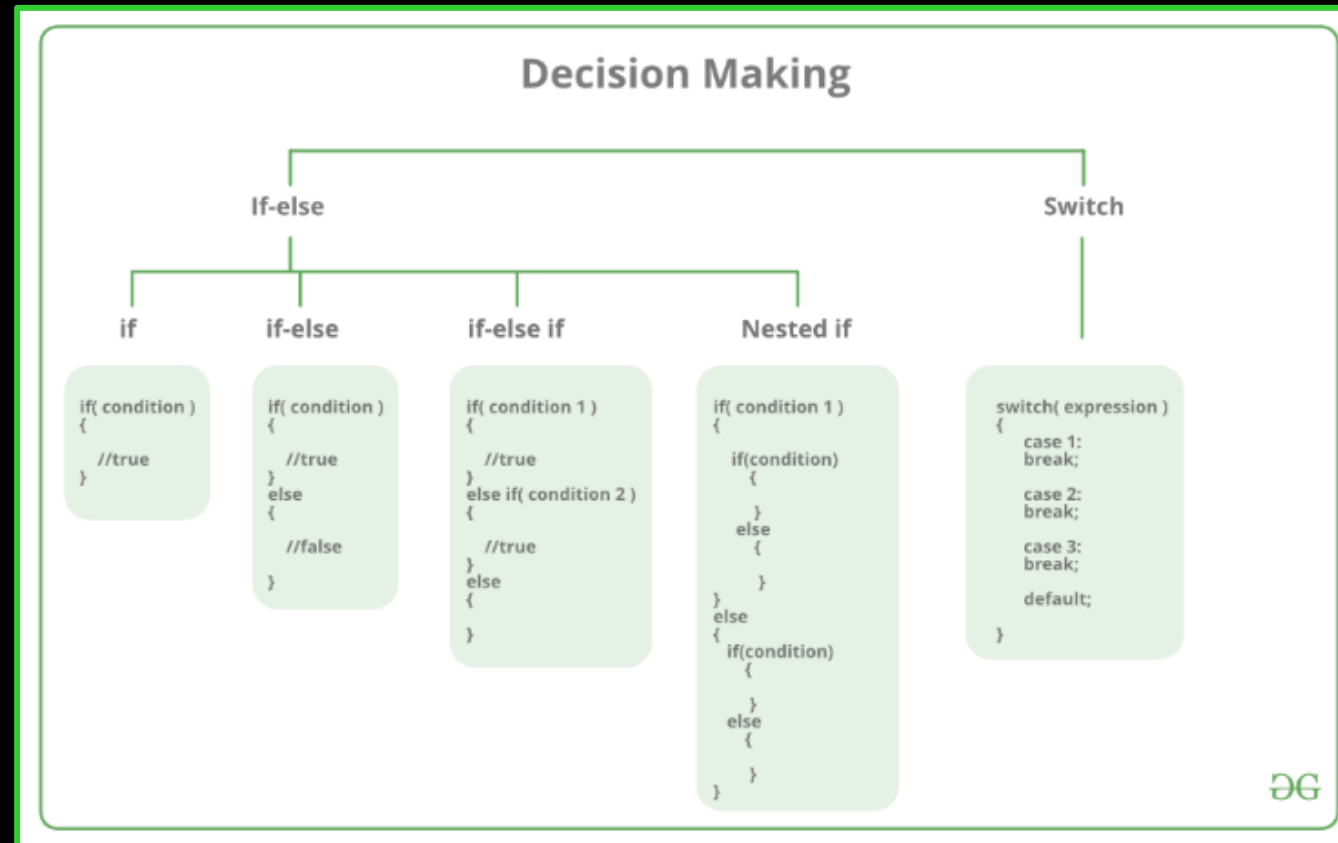 Decision Making
If-else
Switch
if
if-else
if-else if
Nested if
if( condition )
{
//true
}
if( condition )
{
//true
}
else
{
//false
}
if( condition 1 )
{
//true
}
else if( condition 2 )
{
//true
}
else
{
}
if( condition 1 )
{
if(condition)
{
}
else
{
}
}
else
{
if(condition)
{
}
else
{
}
}
switch( expression )
{
case 1:
break;
case 2:
break;
case 3:
break;
default;
}